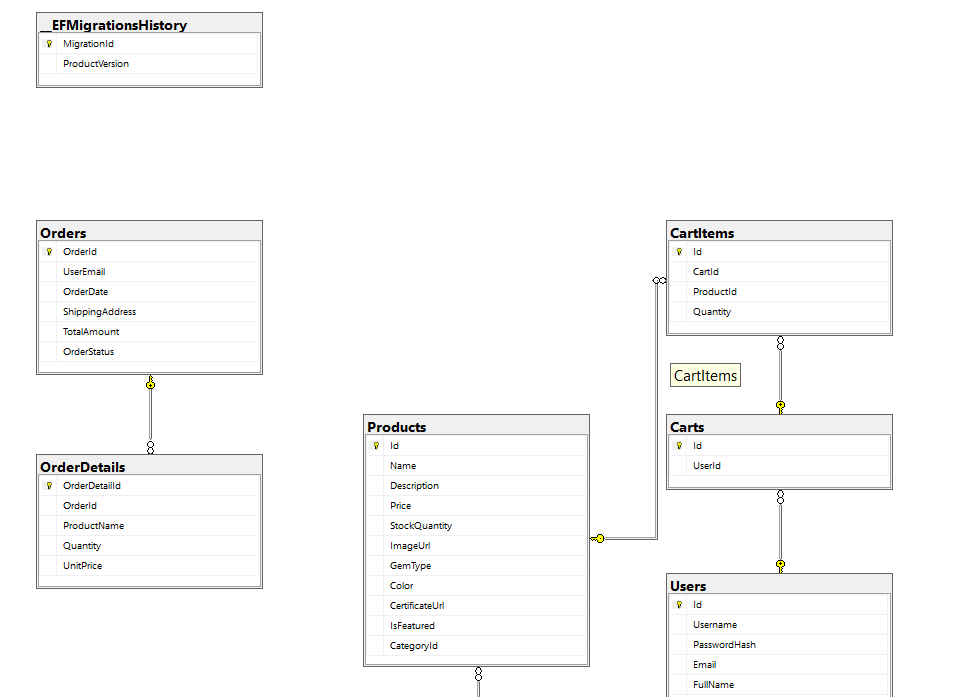 __EFMigrationsHistory
MigrationId
ProductVersion
Orders
OrderId
UserEmail
OrderDate
ShippingAddress
TotalAmount
OrderStatus
OrderDetails
OrderDetailId
OrderId
ProductName
Quantity
UnitPrice
Products
Id
Name
Description
Price
StockQuantity
ImageUrl
GemType
Color
CertificateUrl
IsFeatured
CategoryId
CartItems
Id
CartId
ProductId
Quantity
CartItems
Carts
Id
UserId
Users
Id
Username
PasswordHash
Email
FullName